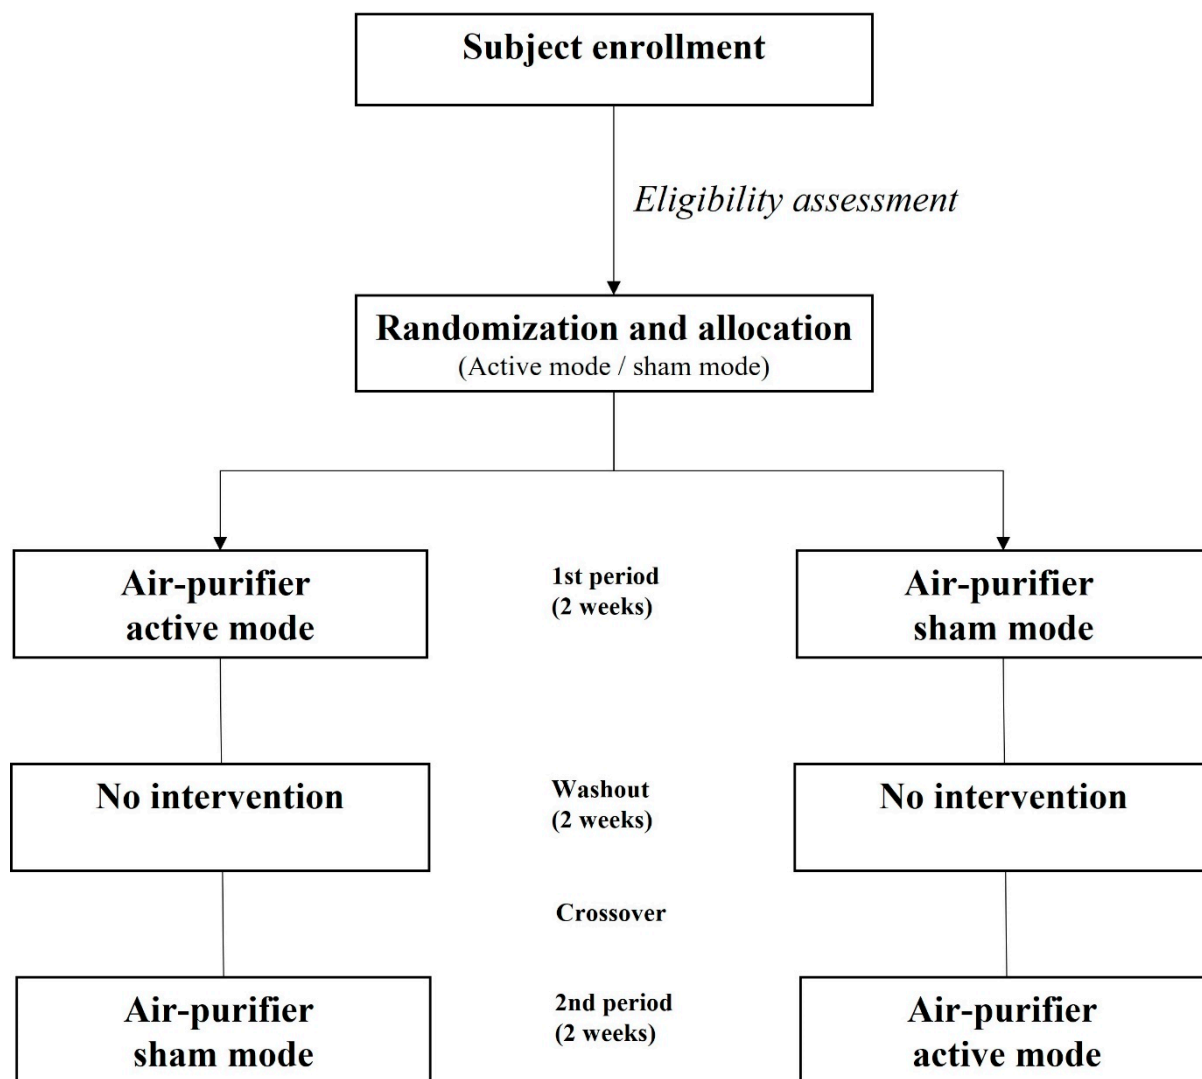 Subject enrollment
Eligibility assessment
Randomization and allocation
(Active mode / sham mode)
Air-purifier
active mode
1st period
(2 weeks)
Air-purifier
sham mode
No intervention
Washout
(2 weeks)
No intervention
Crossover
Air-purifier
sham mode
2nd period
(2 weeks)
Air-purifier
active mode